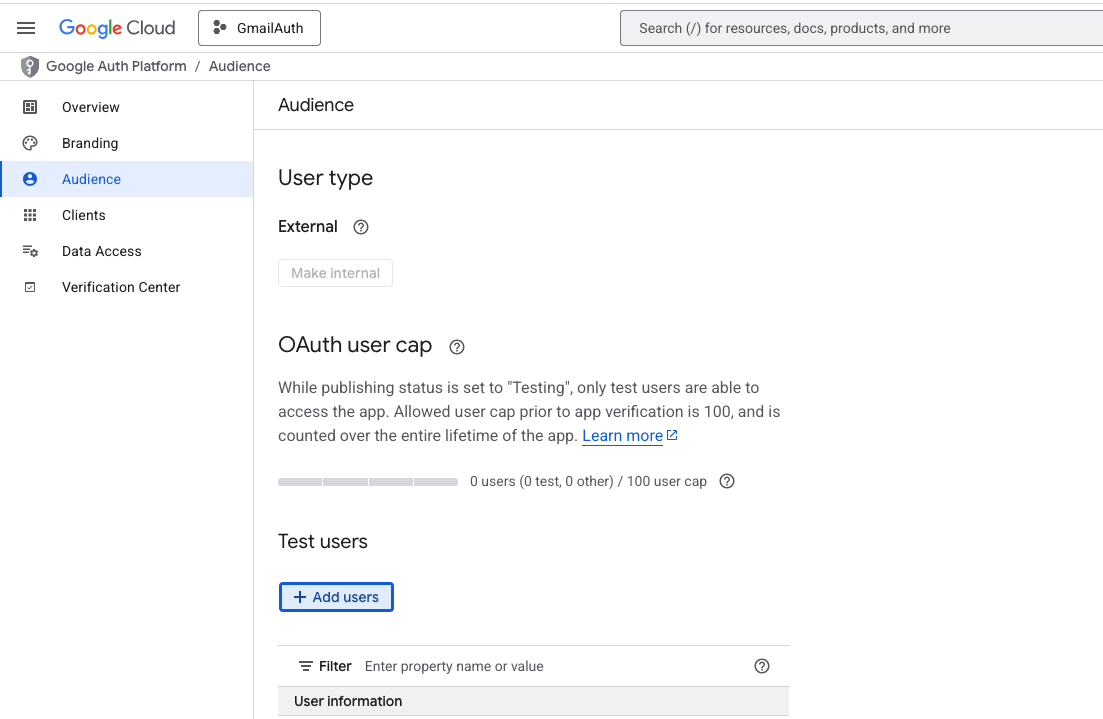 Google Cloud
GmailAuth
Search (/) for resources, docs, products, and more
Google Auth Platform / Audience
Overview
Branding
Audience
Clients
Data Access
Verification Center
Audience
User type
External
Make internal
OAuth user cap
While publishing status is set to "Testing", only test users are able to
access the app. Allowed user cap prior to app verification is 100, and is
counted over the entire lifetime of the app. Learn more
0 users (0 test, 0 other) / 100 user cap
Test users
+ Add users
Filter Enter property name or value
User information